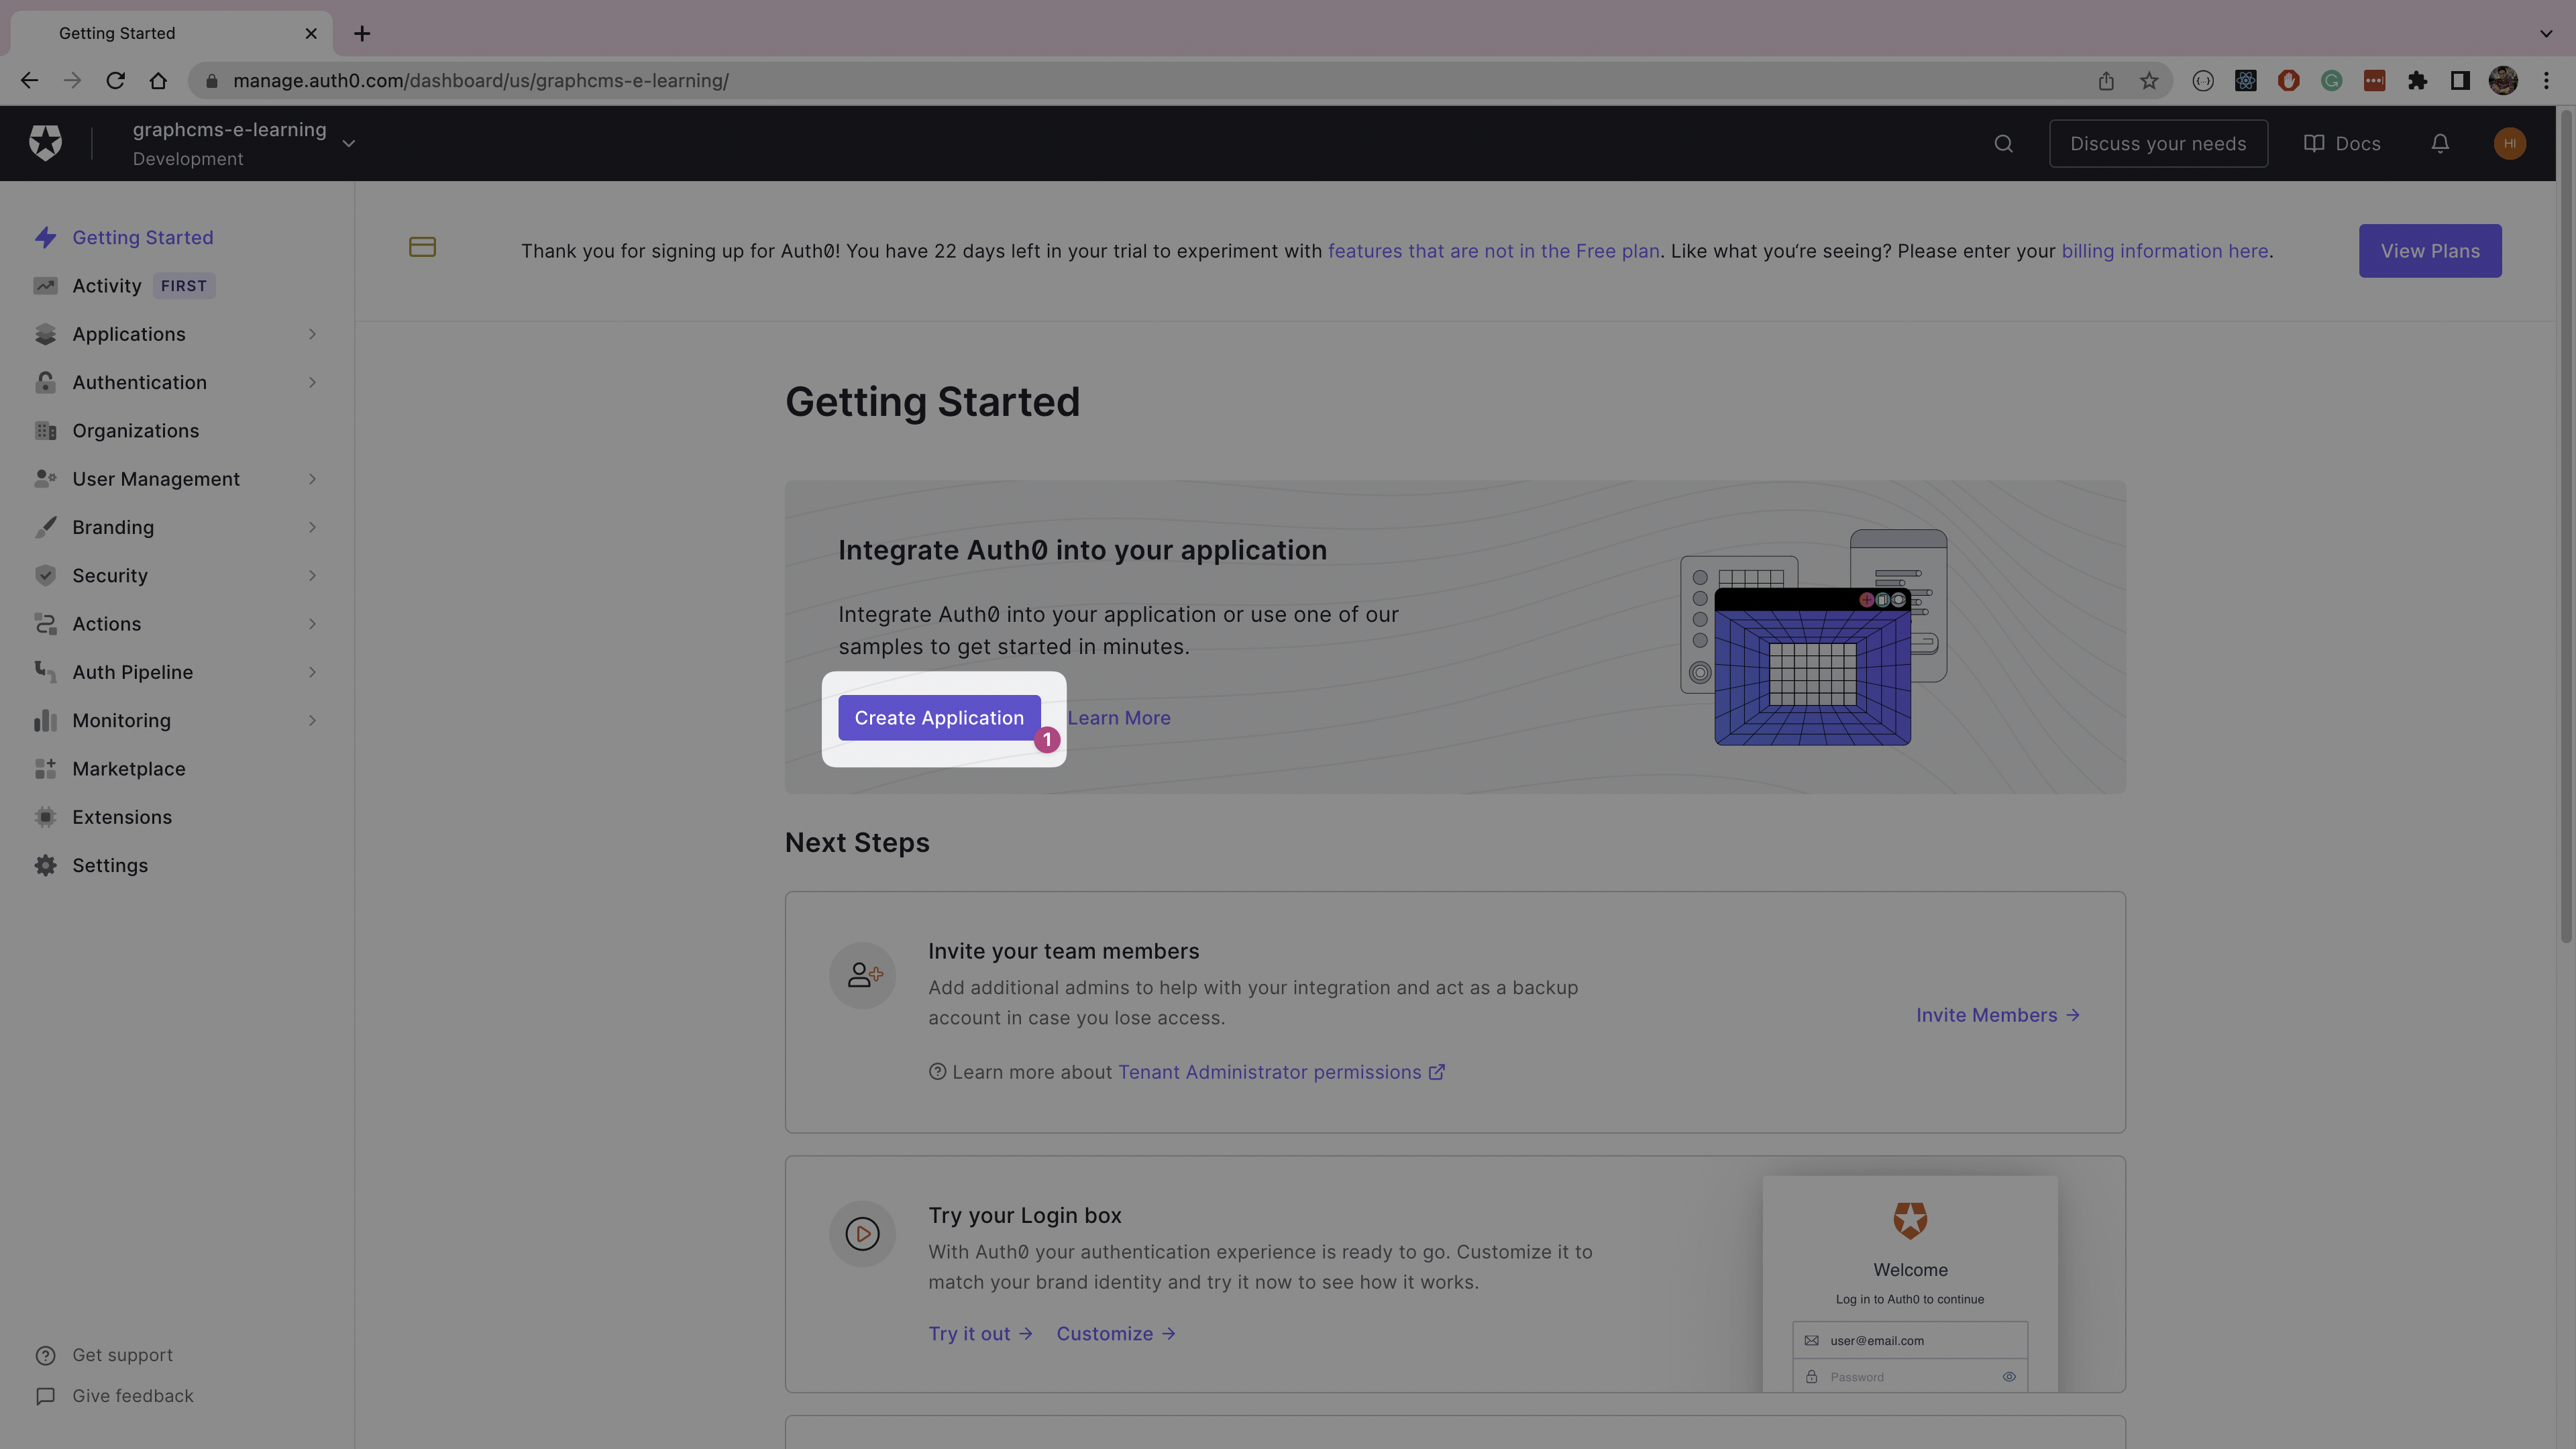 Getting Started
manage.auth0.com/dashboard/us/graphcms-e-learning/
graphcms-e-learning
Development
Discuss your needs
Docs
HI
Getting Started
Activity FIRST
Applications
Authentication
Organizations
User Management
Branding
Security
Actions
Auth Pipeline
Monitoring
Marketplace
Extensions
Settings
Get support
Give feedback
Thank you for signing up for Auth0! You have 22 days left in your trial to experiment with features that are not in the Free plan. Like what you're seeing? Please enter your billing information here.
View Plans
Getting Started
Integrate Auth0 into your application
Integrate Auth0 into your application or use one of our
samples to get started in minutes.
Create Application
1
Learn More
Next Steps
Invite your team members
Add additional admins to help with your integration and act as a backup
account in case you lose access.
Invite Members
Learn more about Tenant Administrator permissions
Try your Login box
With Auth0 your authentication experience is ready to go. Customize it to
match your brand identity and try it now to see how it works.
Try it out
Customize
Welcome
Log in to Auth0 to continue
user@email.com
Password